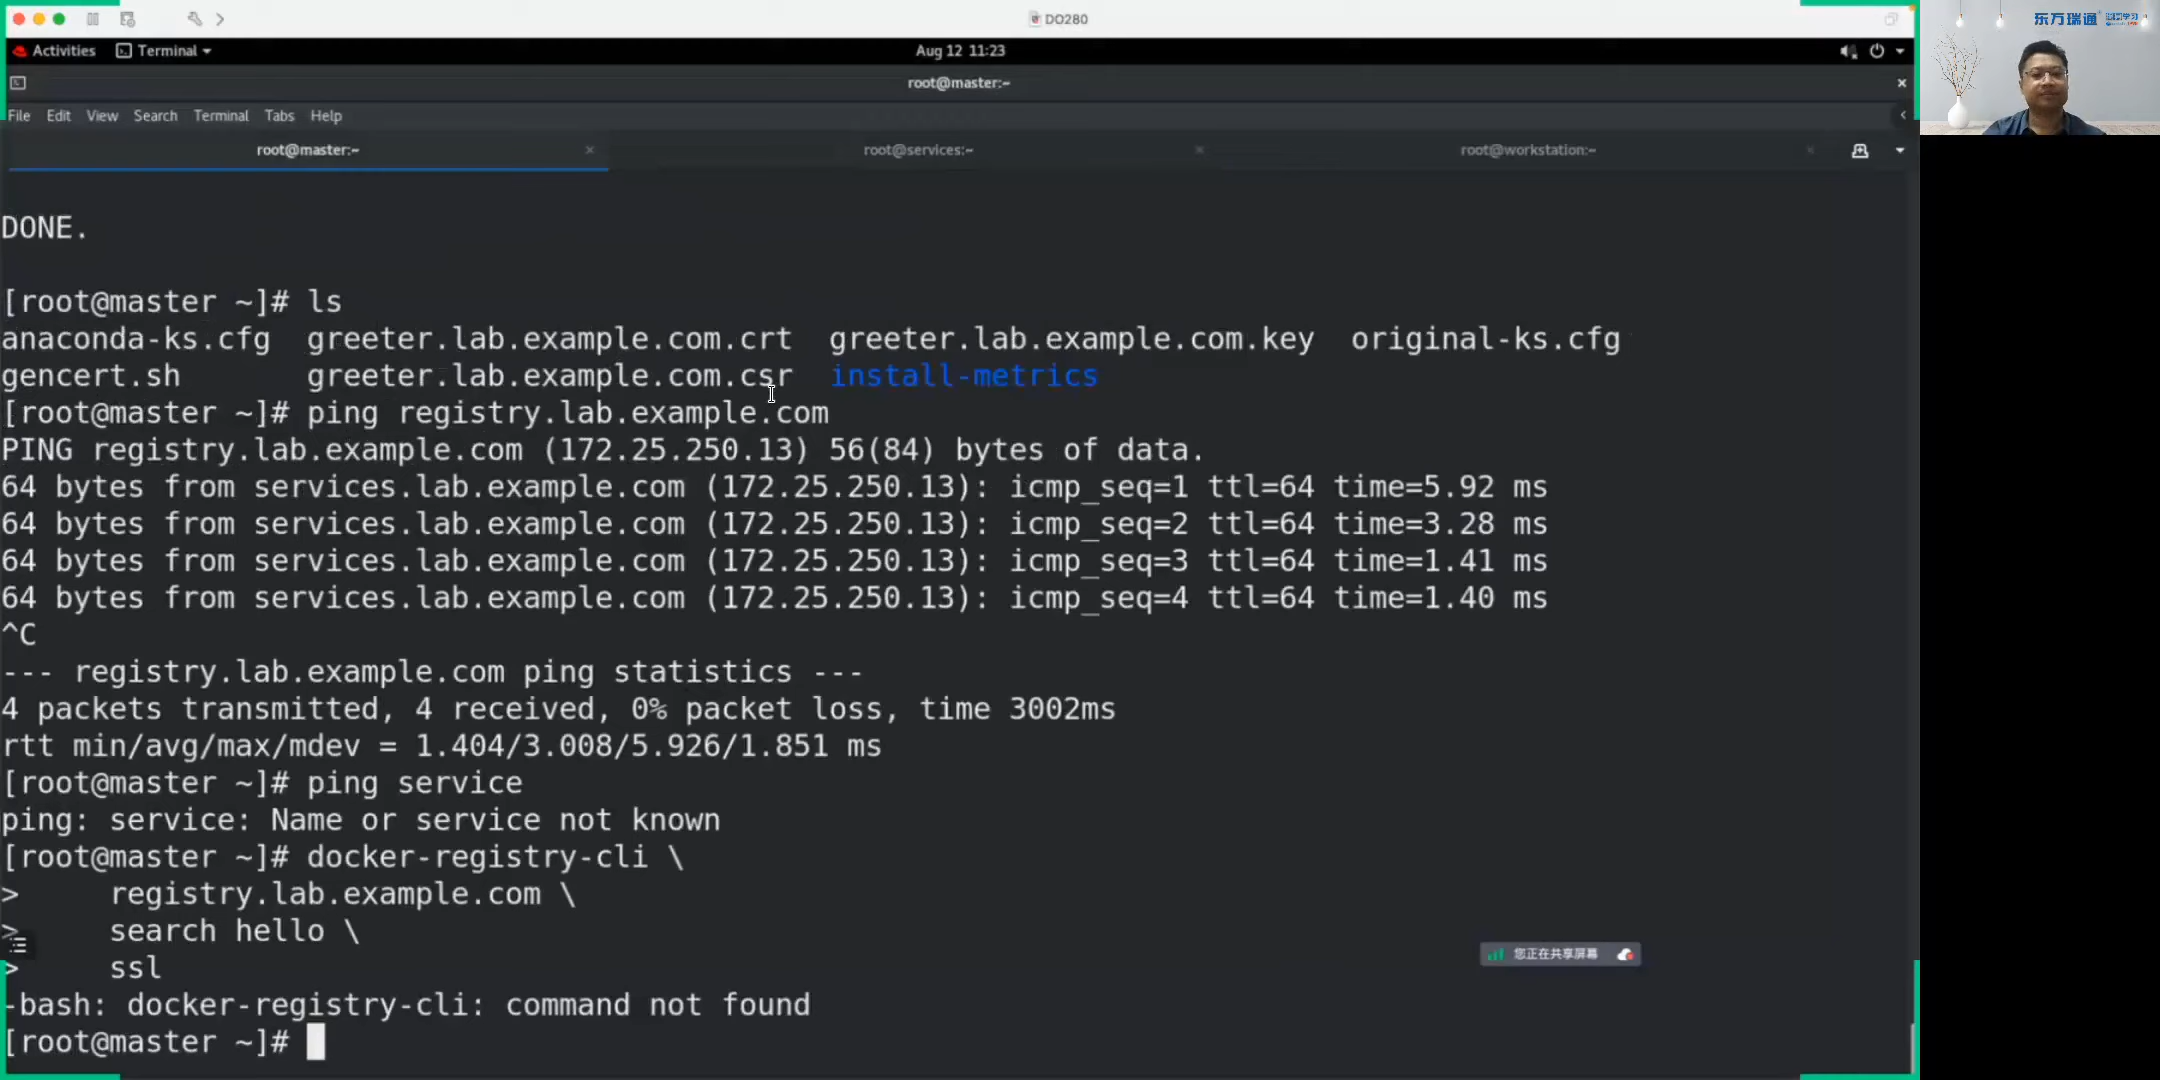 DO280
东方瑞通
Activities Terminal Aug 12 11:23
root@master:~
File Edit View Search Terminal Tabs Help
root@master:~ root@services:~ root@workstation:~
DONE.
[root@master ~]# ls
anaconda-ks.cfg greeter.lab.example.com.crt greeter.lab.example.com.key original-ks.cfg
gencert.sh greeter.lab.example.com.csr install-metrics
[root@master ~]# ping registry.lab.example.com
PING registry.lab.example.com (172.25.250.13) 56(84) bytes of data.
64 bytes from services.lab.example.com (172.25.250.13): icmp_seq=1 ttl=64 time=5.92 ms
64 bytes from services.lab.example.com (172.25.250.13): icmp_seq=2 ttl=64 time=3.28 ms
64 bytes from services.lab.example.com (172.25.250.13): icmp_seq=3 ttl=64 time=1.41 ms
64 bytes from services.lab.example.com (172.25.250.13): icmp_seq=4 ttl=64 time=1.40 ms
^C
--- registry.lab.example.com ping statistics ---
4 packets transmitted, 4 received, 0% packet loss, time 3002ms
rtt min/avg/max/mdev = 1.404/3.008/5.926/1.851 ms
[root@master ~]# ping service
ping: service: Name or service not known
[root@master ~]# docker-registry-cli \
> registry.lab.example.com \
> search hello \
> ssl
-bash: docker-registry-cli: command not found
[root@master ~]#
您正在共享屏幕